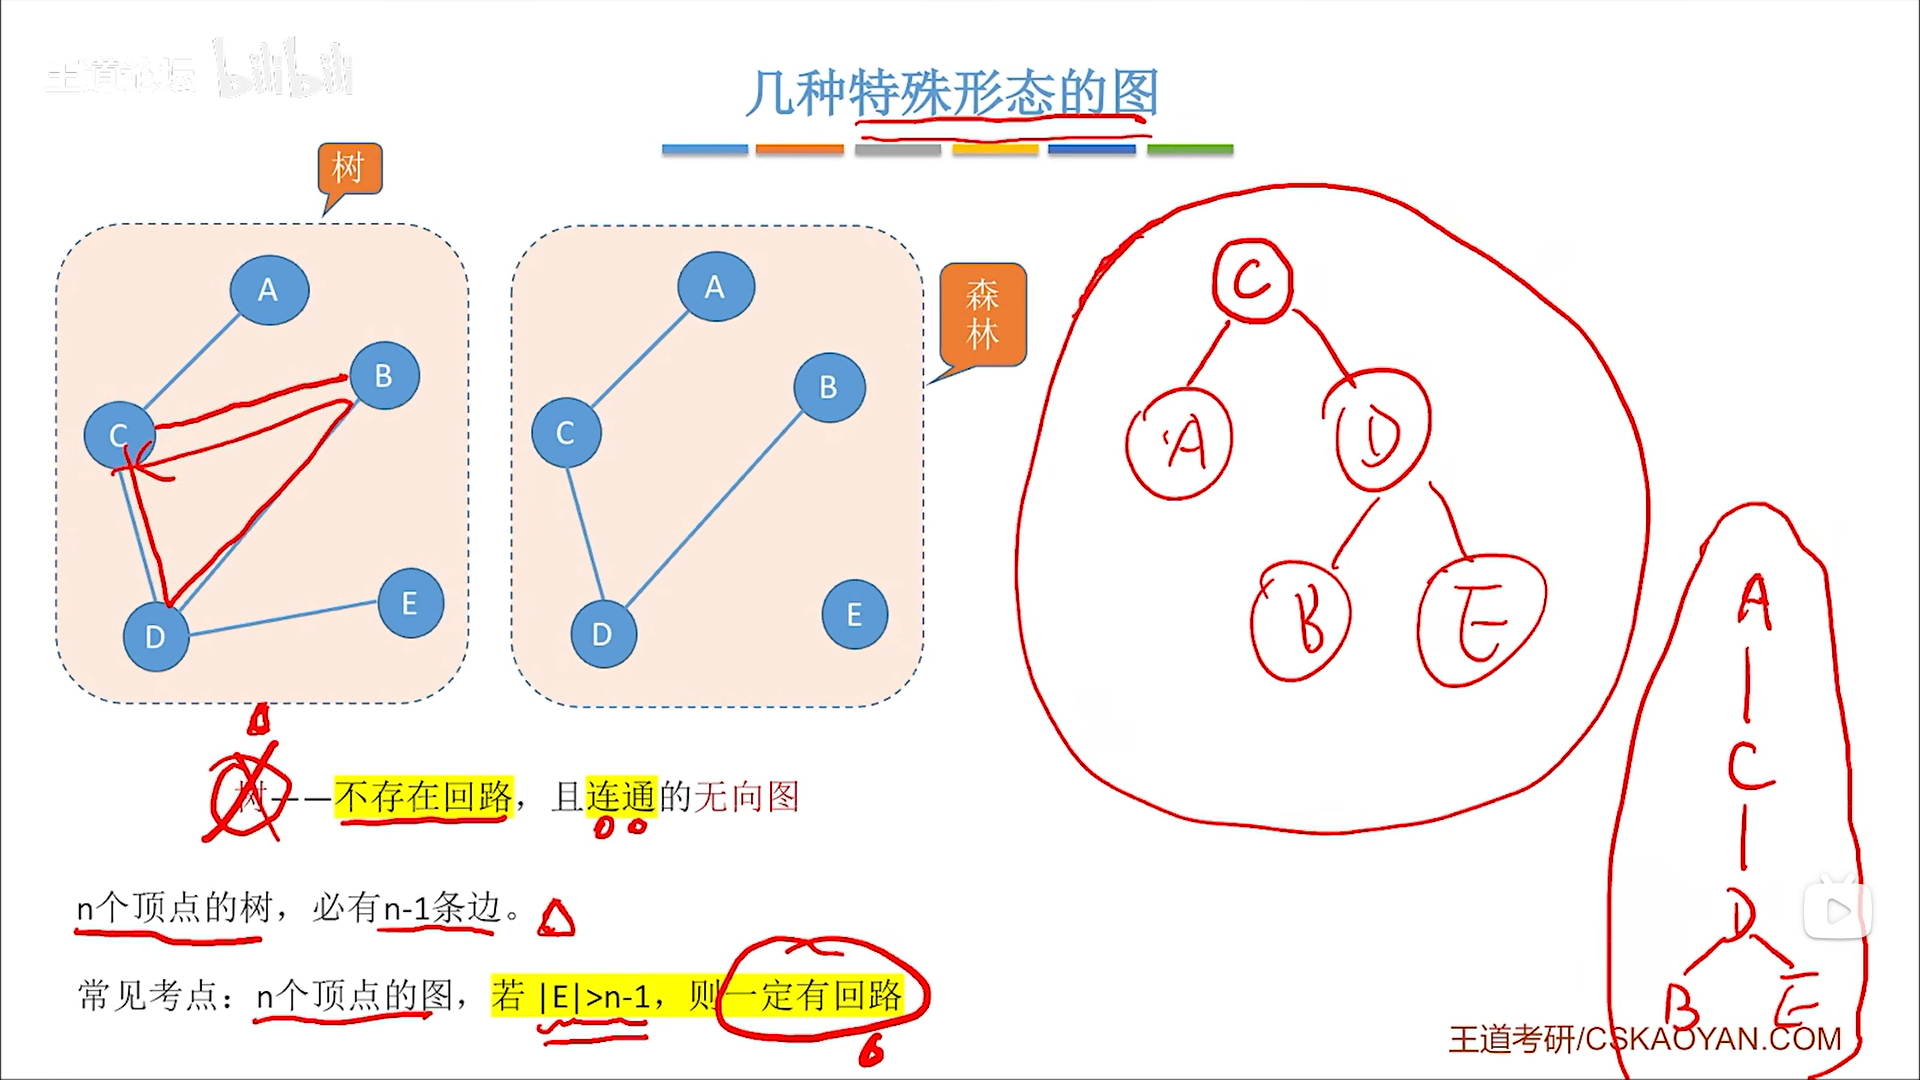 王道论坛 bilibili
几种特殊形态的图
树
A
B
C
D
E
A
B
C
D
E
森
林
C
A
D
B
E
A
C
D
B
E
树——不存在回路，且连通的无向图
n个顶点的树，必有n-1条边。
常见考点：n个顶点的图，若 |E|>n-1，则一定有回路
王道考研/CSKAOYAN.COM